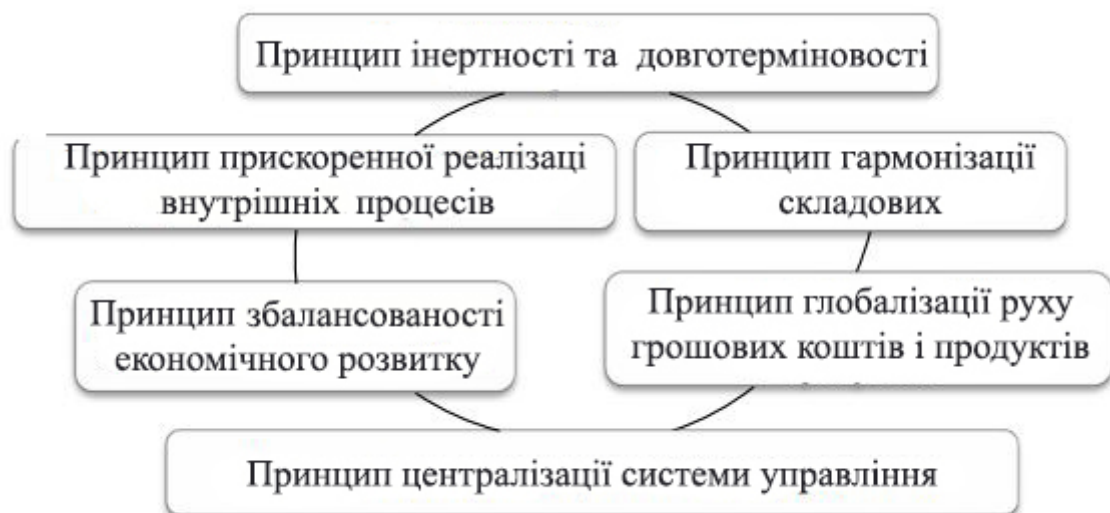 Принцип інертності та довготерміновості
Принцип прискоренної реалізаці
внутрішніх процесів
Принцип гармонізації
складових
Принцип збалансованості
економічного розвитку
Принцип глобалізації руху
грошових коштів і продуктів
Принцип централізації системи управління